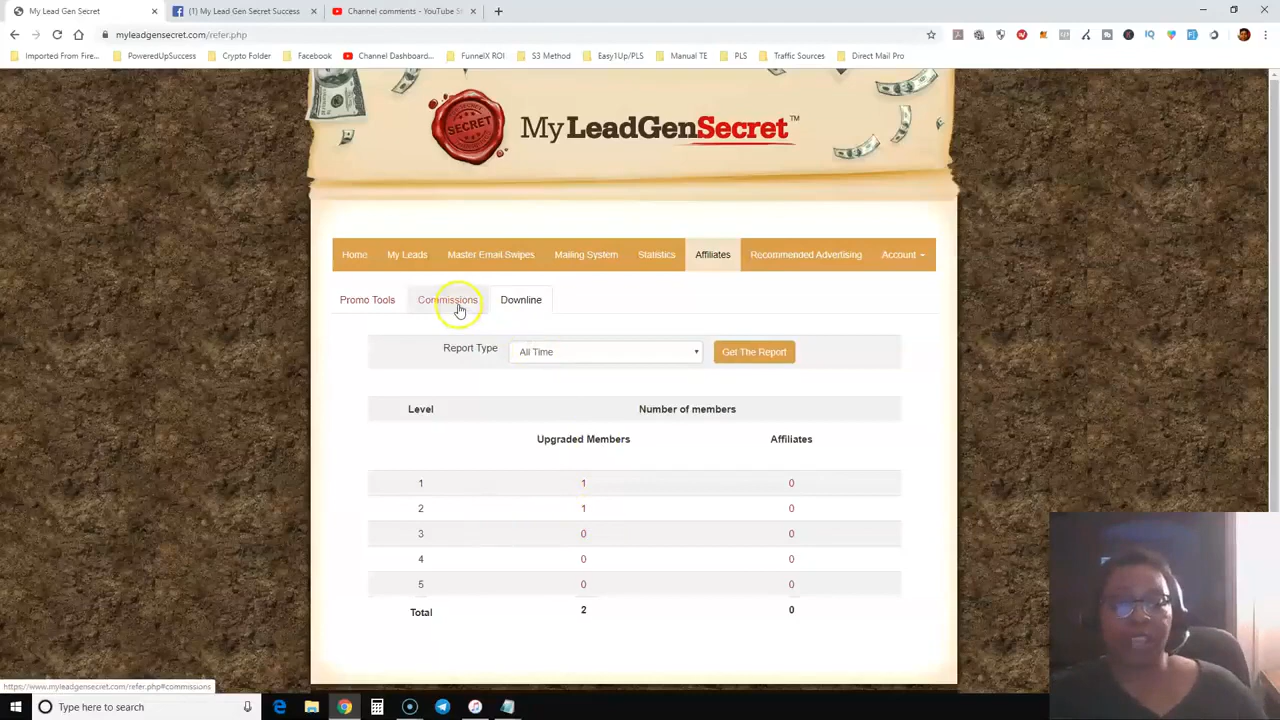 My Lead Gen Secret
(1) My Lead Gen Secret Success
Channel comments - YouTube St
myleadgensecret.com/refer.php
Imported From Fire...
PoweredUpSuccess
Crypto Folder
Facebook
Channel Dashboard...
FunnelX ROI
S3 Method
Easy1Up/PLS
PLS
Manual TE
Traffic Sources
Direct Mail Pro
SECRET
MyLeadGenSecret™
Home My Leads Master Email Swipes Mailing System Statistics Affiliates Recommended Advertising Account
Promo Tools Commissions Downline
Report Type All Time Get The Report
Level Number of members
Upgraded Members Affiliates
1 1 0
2 1 0
3 0 0
4 0 0
5 0 0
Total 2 0
https://www.myleadgensecret.com/refer.php#commissions
Type here to search